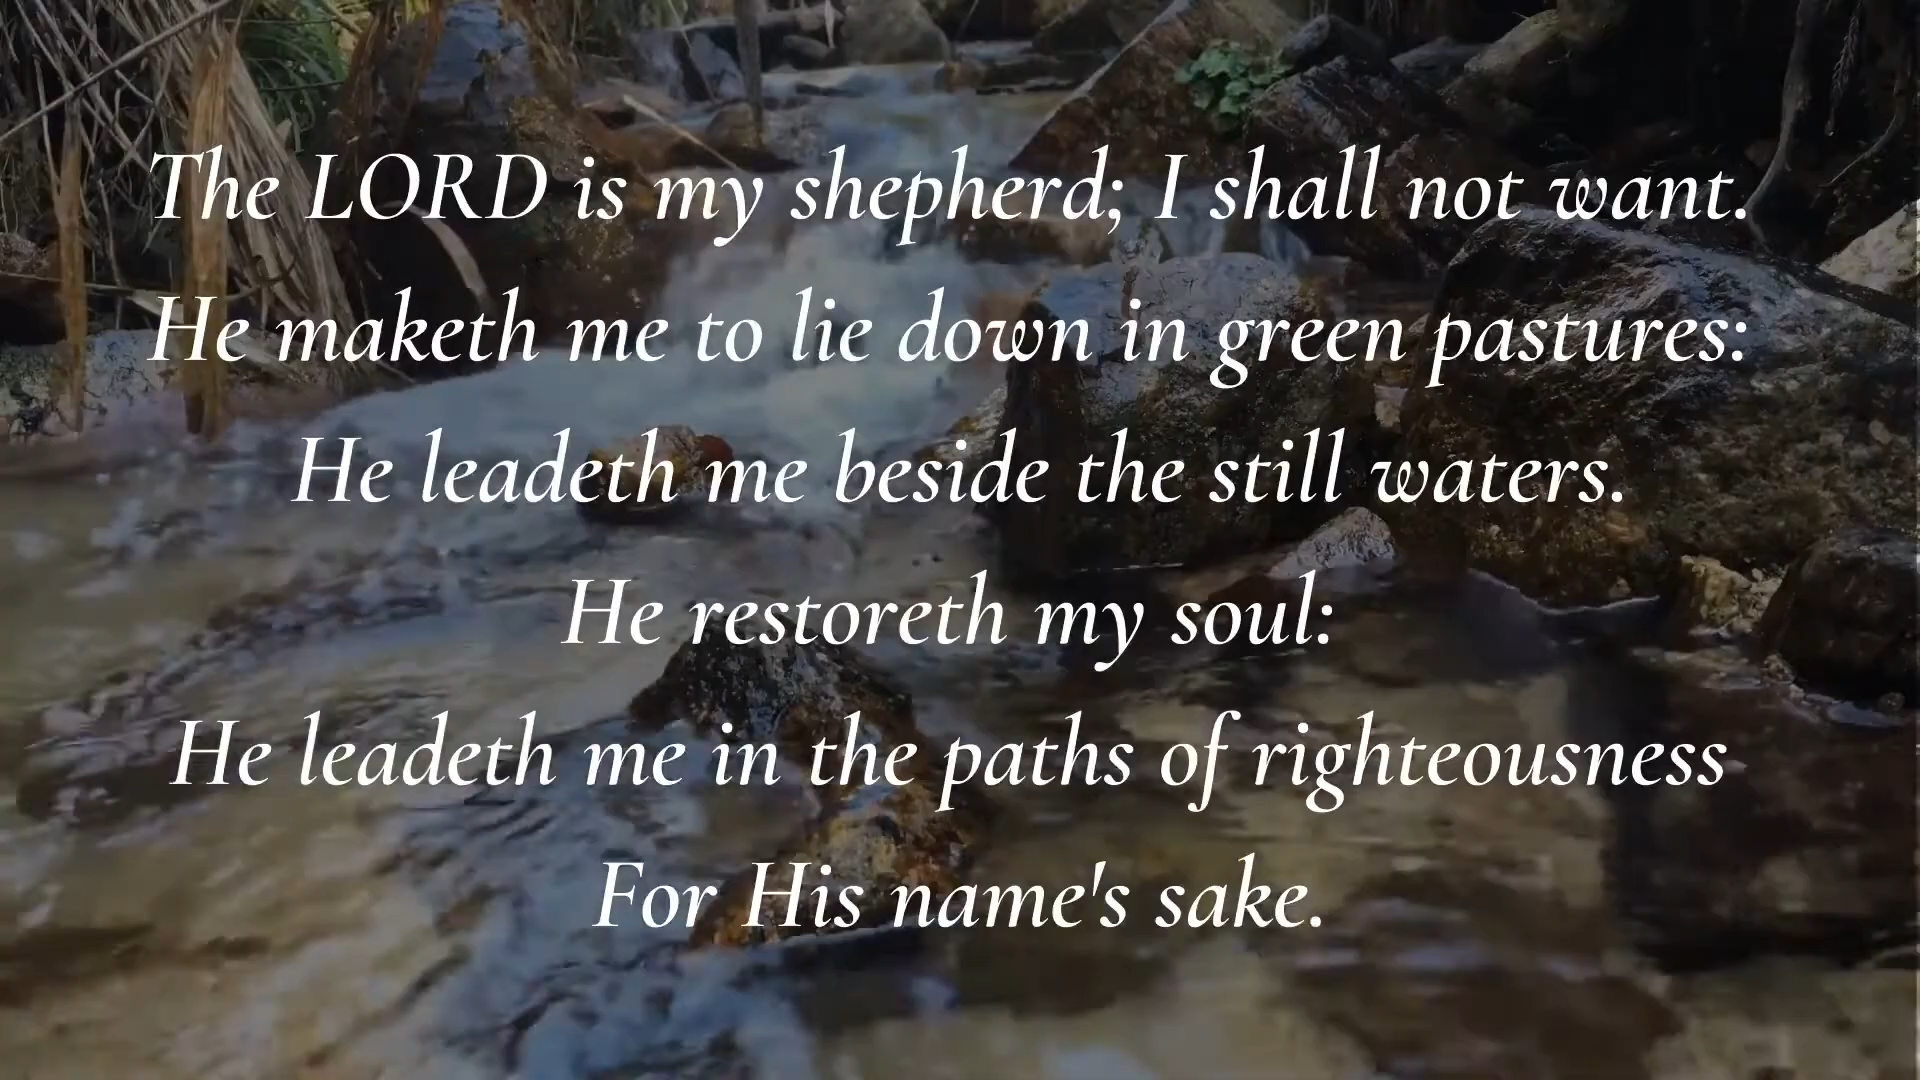 The LORD is my shepherd; I shall not want.
He maketh me to lie down in green pastures:
He leadeth me beside the still waters.
He restoreth my soul:
He leadeth me in the paths of righteousness
For His name's sake.